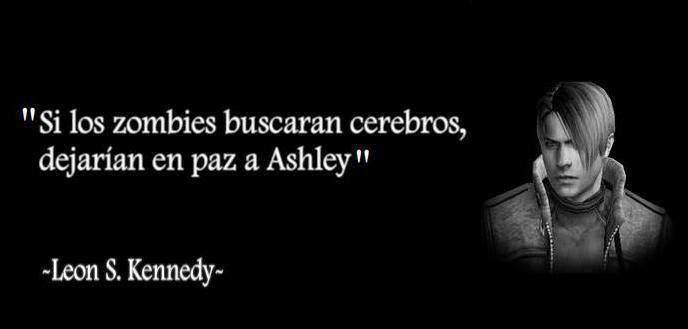 "Si los zombies buscaran cerebros,
dejarían en paz a Ashley"
~Leon S. Kennedy~